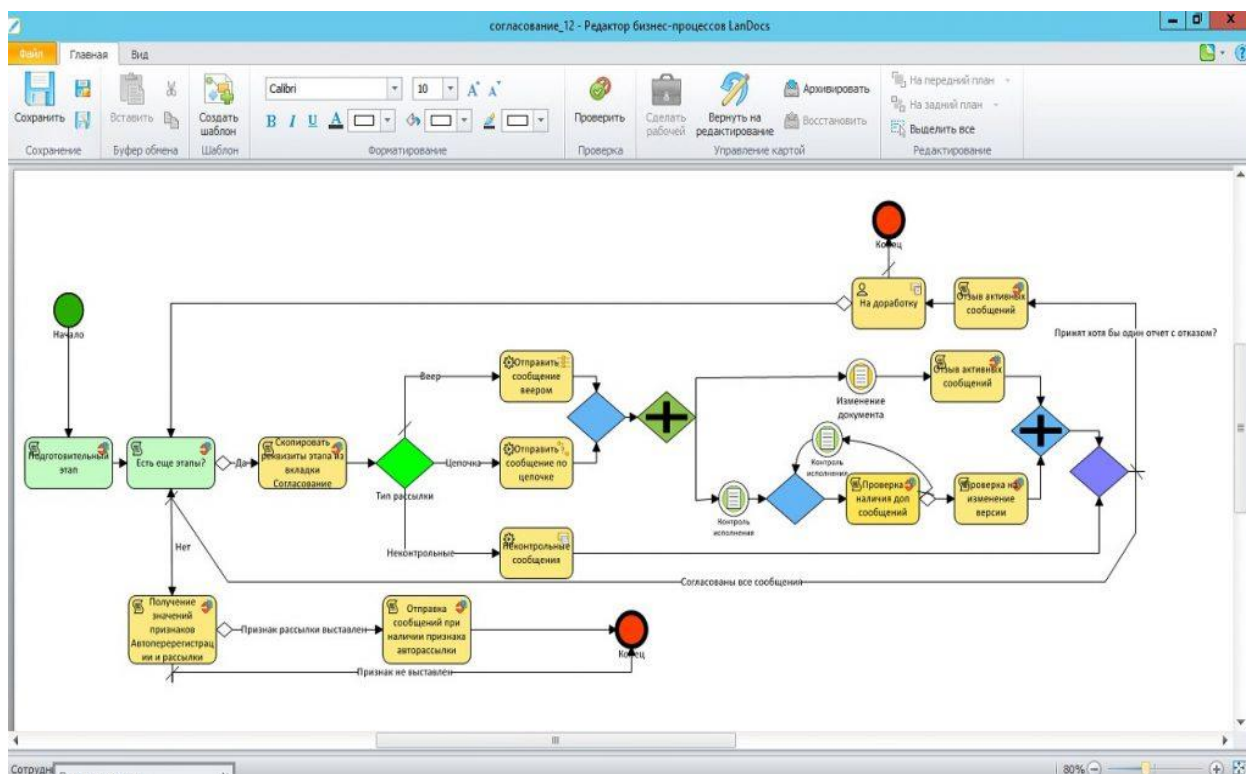 согласование_12 - Редактор бизнес-процессов LanDocs
Файл
Главная
Вид
Сохранить
Вставить
Создать
шаблон
Calibri
10
Проверить
Сделать
рабочей
Вернуть на
редактирование
Архивировать
Восстановить
На передний план
На задний план
Выделить все
Сохранение
Буфер обмена
Шаблон
Форматирование
Проверка
Управление картой
Редактирование
Конец
На доработку
Отзыв активных
сообщений
Принят хотя бы один отчет с отказом?
Начало
Веер
Отправить
сообщение
веером
Изменение
документа
Отзыв активных
сообщений
Подготовительный
этап
Есть еще этапы?
Да
Скопировать
реквизиты этапа из
вкладки
Согласование
Тип рассылки
Цепочка
Отправить
сообщение по
цепочке
Контроль
исполнения
Контроль
исполнения
Проверка
наличия доп
сообщений
Проверка на
изменение
версии
Нет
Неконтрольные
Неконтрольные
сообщения
Согласованы все сообщения
Получение
значений
признаков
Автоперерегистрац
ии и рассылки
Признак рассылки выставлен
Отправка
сообщений при
наличии признака
авторассылки
Конец
Признак не выставлен
80%